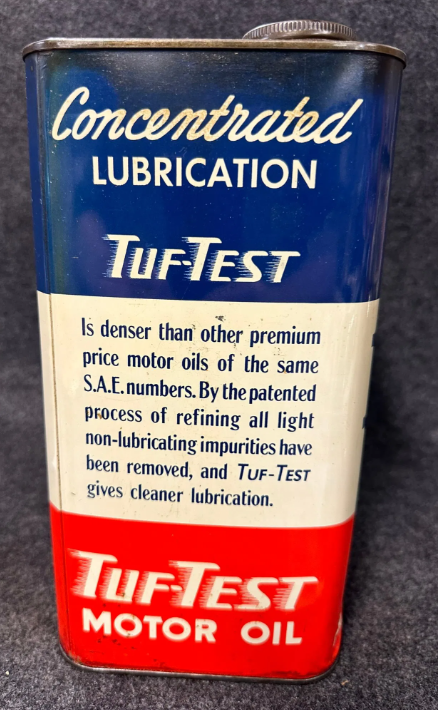 Concentrated
LUBRICATION
TUF-TEST
Is denser than other premium
price motor oils of the same
S.A.E. numbers. By the patented
process of refining all light
non-lubricating impurities have
been removed, and TUF-TEST
gives cleaner lubrication.
TUF-TEST
MOTOR OIL